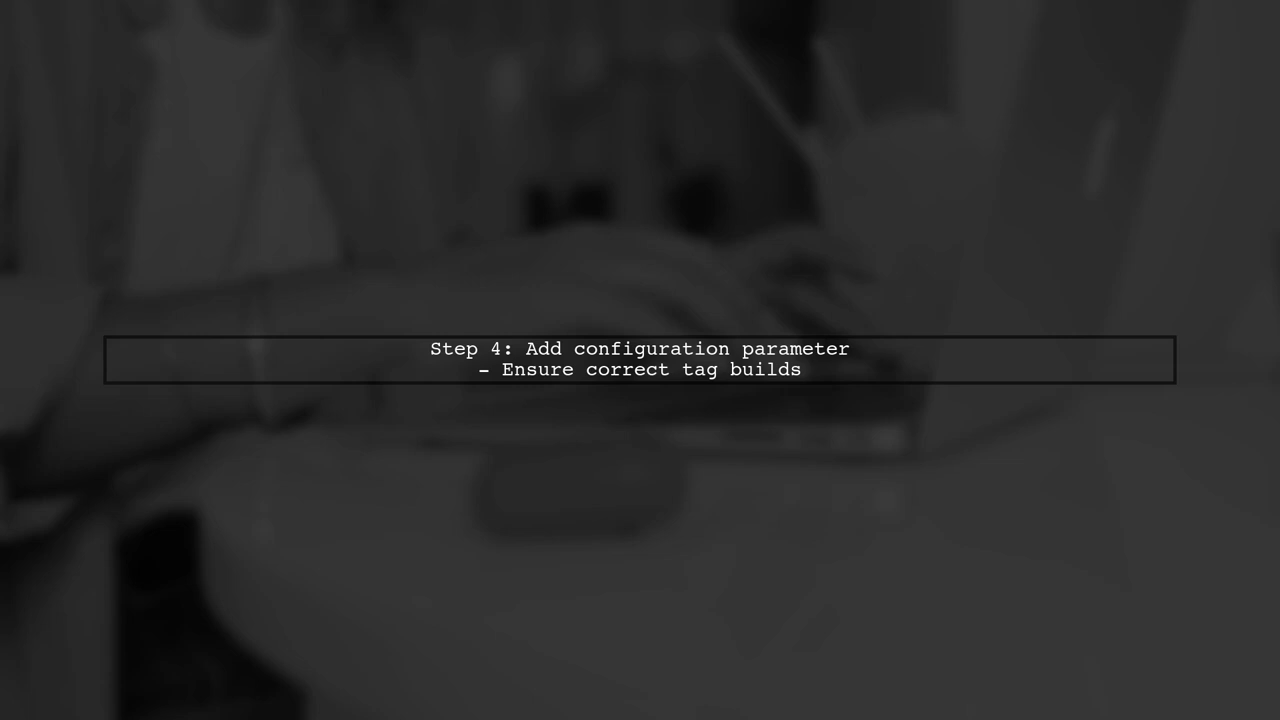 Step 4: Add configuration parameter
– Ensure correct tag builds